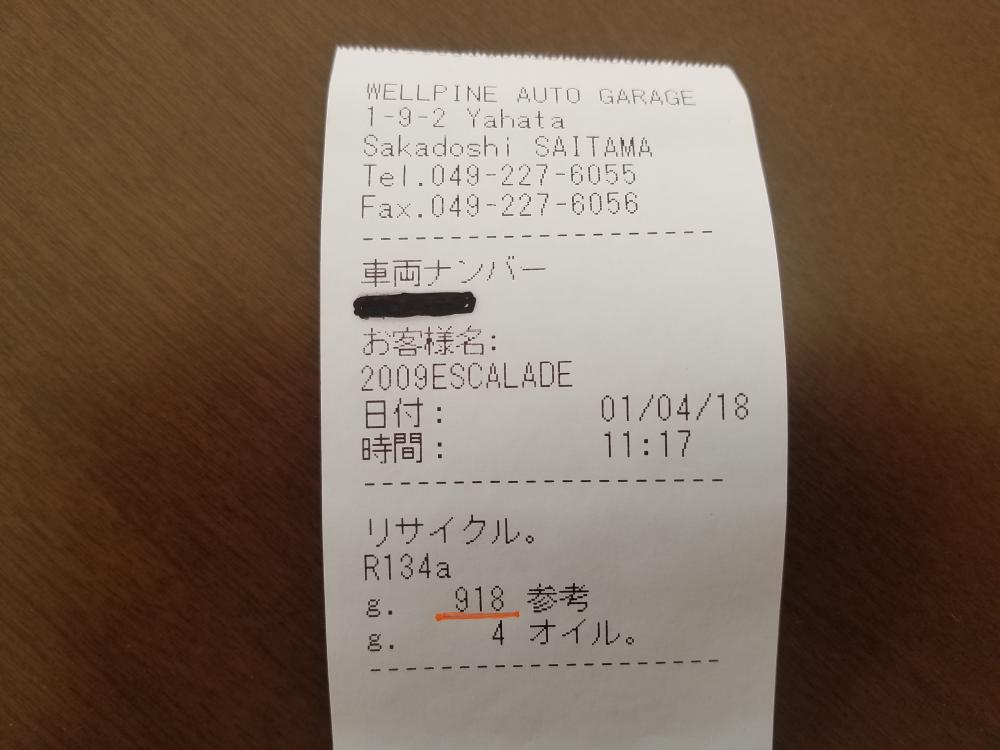 WELLPINE AUTO GARAGE
1-9-2 Yahata
Sakadoshi SAITAMA
Tel.049-227-6055
Fax.049-227-6056
--------------------
車両ナンバー
お客様名:
2009ESCALADE
日付: 01/04/18
時間: 11:17
--------------------
リサイクル。
R134a
g. 918 参考
g. 4 オイル。
--------------------